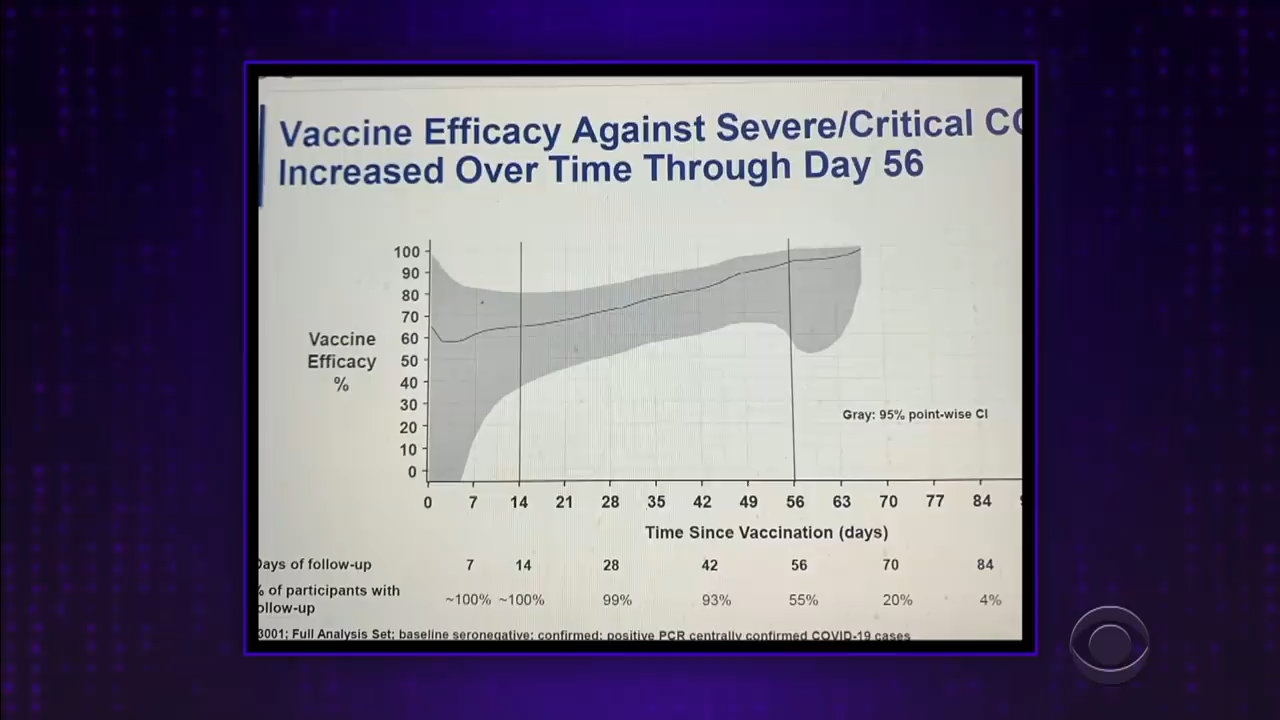 Vaccine Efficacy Against Severe/Critical
Increased Over Time Through Day 56
100
90
80
70
60
50
40
30
20
10
0
Vaccine
Efficacy
%
Gray: 95% point-wise CI
0 7 14 21 28 35 42 49 56 63 70 77 84
Time Since Vaccination (days)
of follow-up 7 14 28 42 56 70 84
of participants with
~100% ~100% 99% 93% 55% 20% 4%
3001; Full Analysis Set; baseline seronegative; confirmed: positive PCR centrally confirmed COVID-19 cases